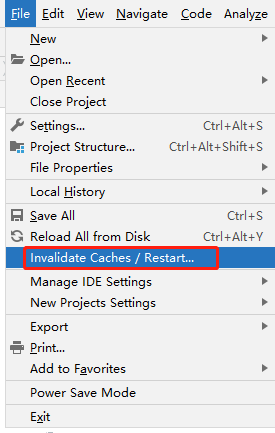 File Edit View Navigate Code Analyze
New
Open...
Open Recent
Close Project
Settings... Ctrl+Alt+S
Project Structure... Ctrl+Alt+Shift+S
File Properties
Local History
Save All Ctrl+S
Reload All from Disk Ctrl+Alt+Y
Invalidate Caches / Restart...
Manage IDE Settings
New Projects Settings
Export
Print...
Add to Favorites
Power Save Mode
Exit